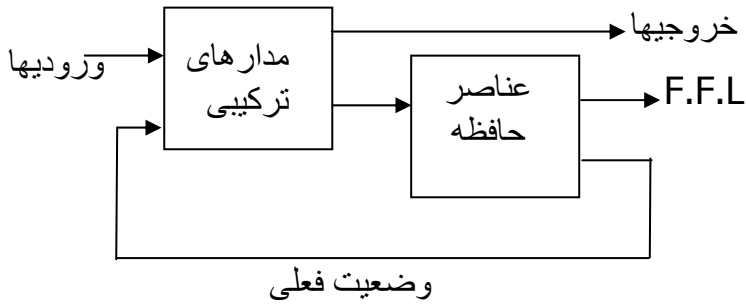 خروجیها
ورودیها
مدارهای
ترکیبی
عناصر
حافظه
F.F.L
وضعیت فعلی